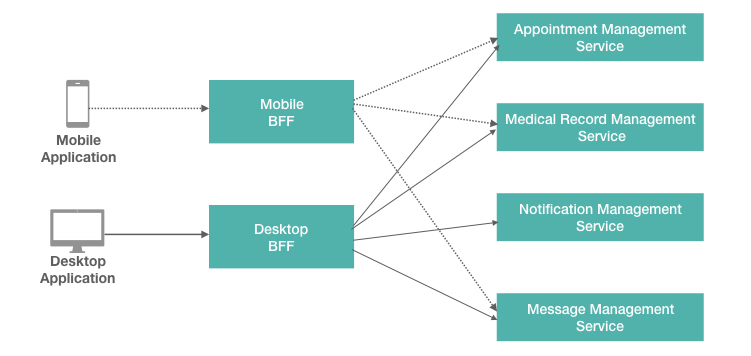 Appointment Management
Service
Mobile
BFF
Mobile
Application
Medical Record Management
Service
Notification Management
Service
Desktop
BFF
Desktop
Application
Message Management
Service